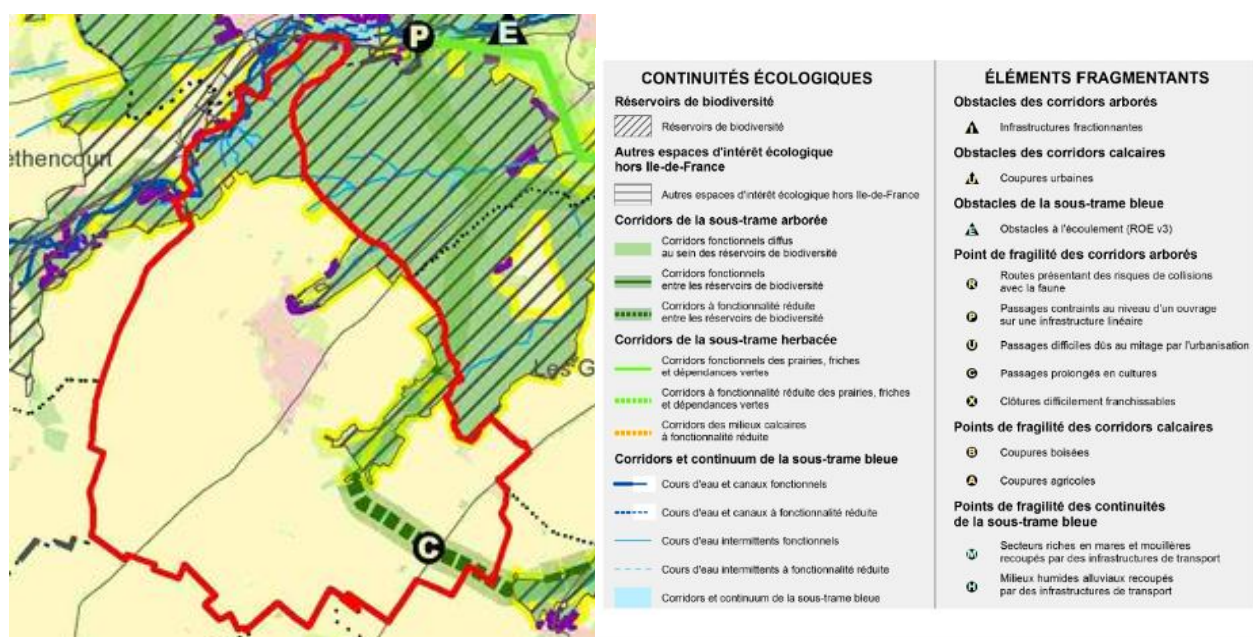 P
E
ethencourt
Les G
C
CONTINUITÉS ÉCOLOGIQUES
Réservoirs de biodiversité
Réservoirs de biodiversité
Autres espaces d'intérêt écologique
hors Ile-de-France
Autres espaces d'intérêt écologique hors Ile-de-France
Corridors de la sous-trame arborée
Corridors fonctionnels diffus
au sein des réservoirs de biodiversité
Corridors fonctionnels
entre les réservoirs de biodiversité
Corridors à fonctionnalité réduite
entre les réservoirs de biodiversité
Corridors de la sous-trame herbacée
Corridors fonctionnels des prairies, friches
et dépendances vertes
Corridors à fonctionnalité réduite des prairies, friches
et dépendances vertes
Corridors des milieux calcaires
à fonctionnalité réduite
Corridors et continuum de la sous-trame bleue
Cours d'eau et canaux fonctionnels
Cours d'eau et canaux à fonctionnalité réduite
Cours d'eau intermittents fonctionnels
Cours d'eau intermittents à fonctionnalité réduite
Corridors et continuum de la sous-trame bleue
ÉLÉMENTS FRAGMENTANTS
Obstacles des corridors arborés
Infrastructures fractionnantes
Obstacles des corridors calcaires
Coupures urbaines
Obstacles de la sous-trame bleue
E Obstacles à l'écoulement (ROE v3)
Point de fragilité des corridors arborés
R Routes présentant des risques de collisions
avec la faune
P Passages contraints au niveau d'un ouvrage
sur une infrastructure linéaire
U Passages difficiles dûs au mitage par l'urbanisation
C Passages prolongés en cultures
X Clôtures difficilement franchissables
Points de fragilité des corridors calcaires
B Coupures boisées
A Coupures agricoles
Points de fragilité des continuités
de la sous-trame bleue
M Secteurs riches en mares et mouillères
recoupés par des infrastructures de transport
H Milieux humides alluviaux recoupés
par des infrastructures de transport